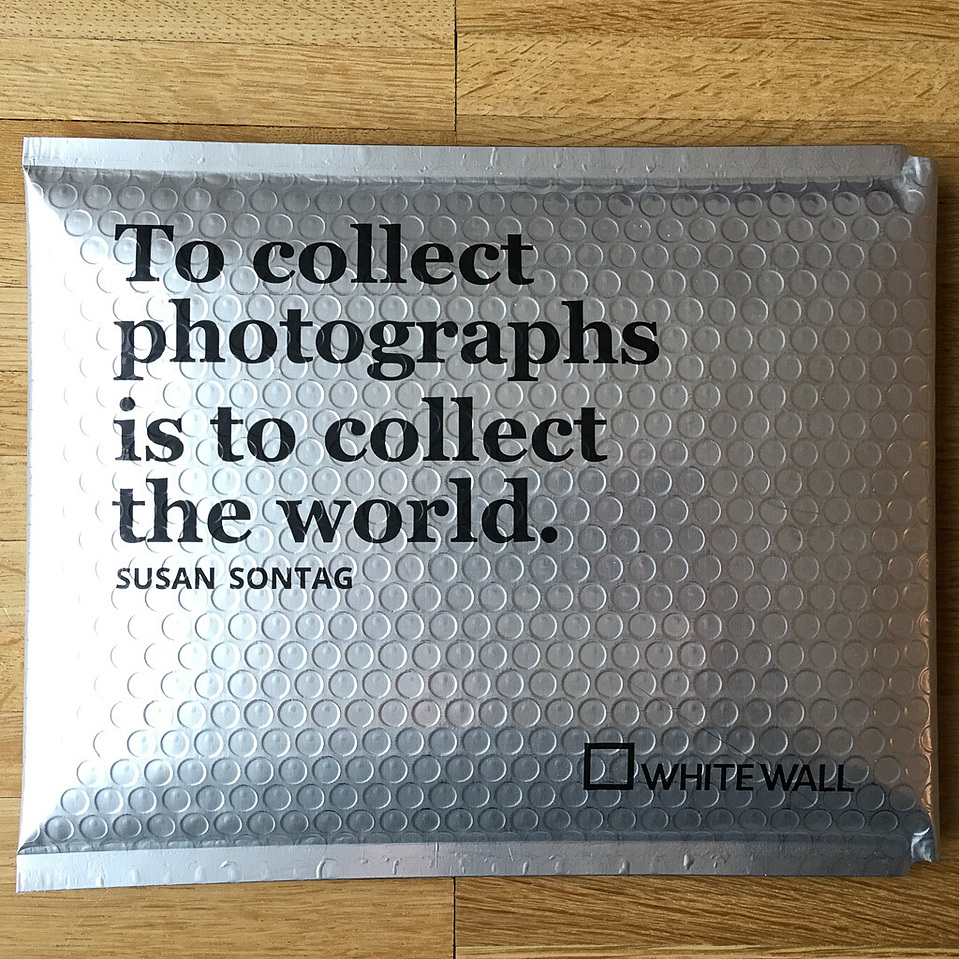 To collect
photographs
is to collect
the world.
SUSAN SONTAG
WHITE WALL